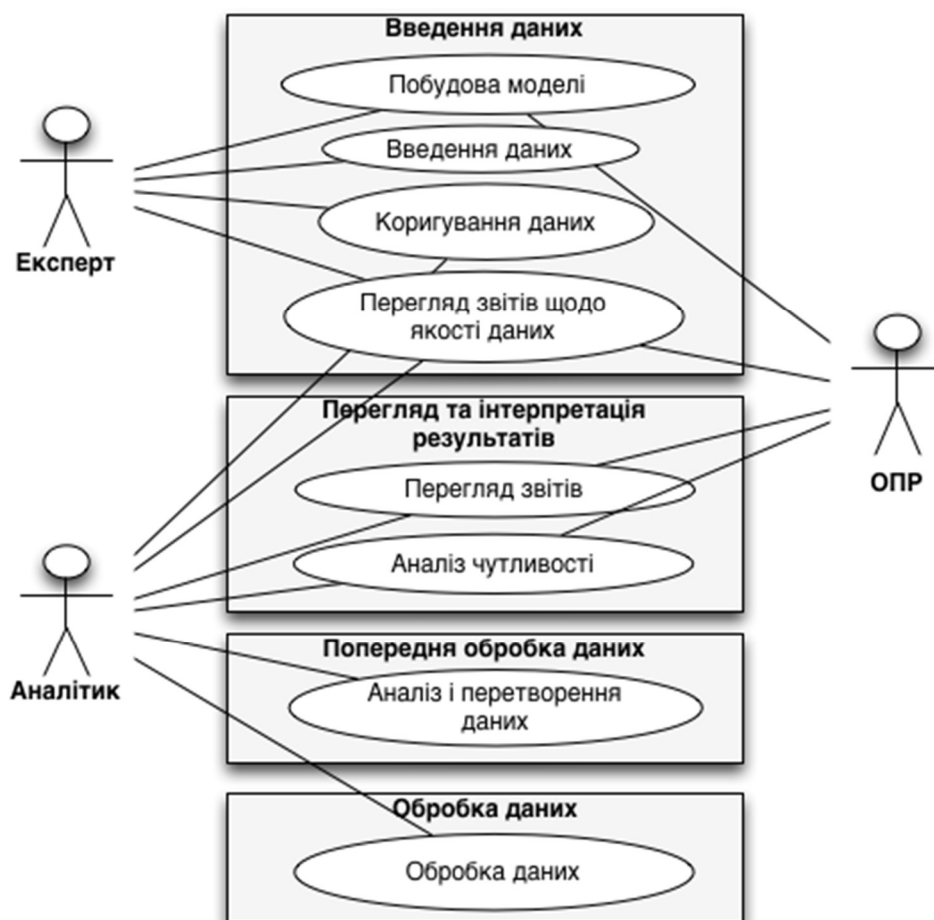 Введення даних
Побудова моделі
Введення даних
Коригування даних
Експерт
Перегляд звітів щодо
якості даних
Перегляд та інтерпретація
результатів
ОПР
Перегляд звітів
Аналіз чутливості
Попередня обробка даних
Аналітик
Аналіз і перетворення
даних
Обробка даних
Обробка даних